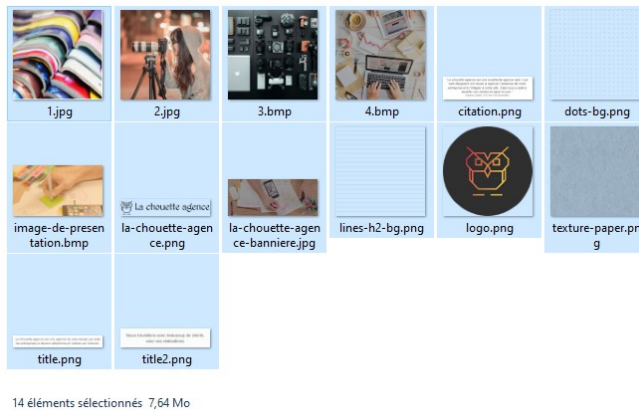 1.jpg
2.jpg
3.bmp
4.bmp
citation.png
dots-bg.png
La chouette agence
image-de-presen
tation.bmp
la-chouette-agen
ce.png
la-chouette-agen
ce-banniere.jpg
lines-h2-bg.png
logo.png
texture-paper.pn
g
title.png
title2.png
14 éléments sélectionnés 7,64 Mo